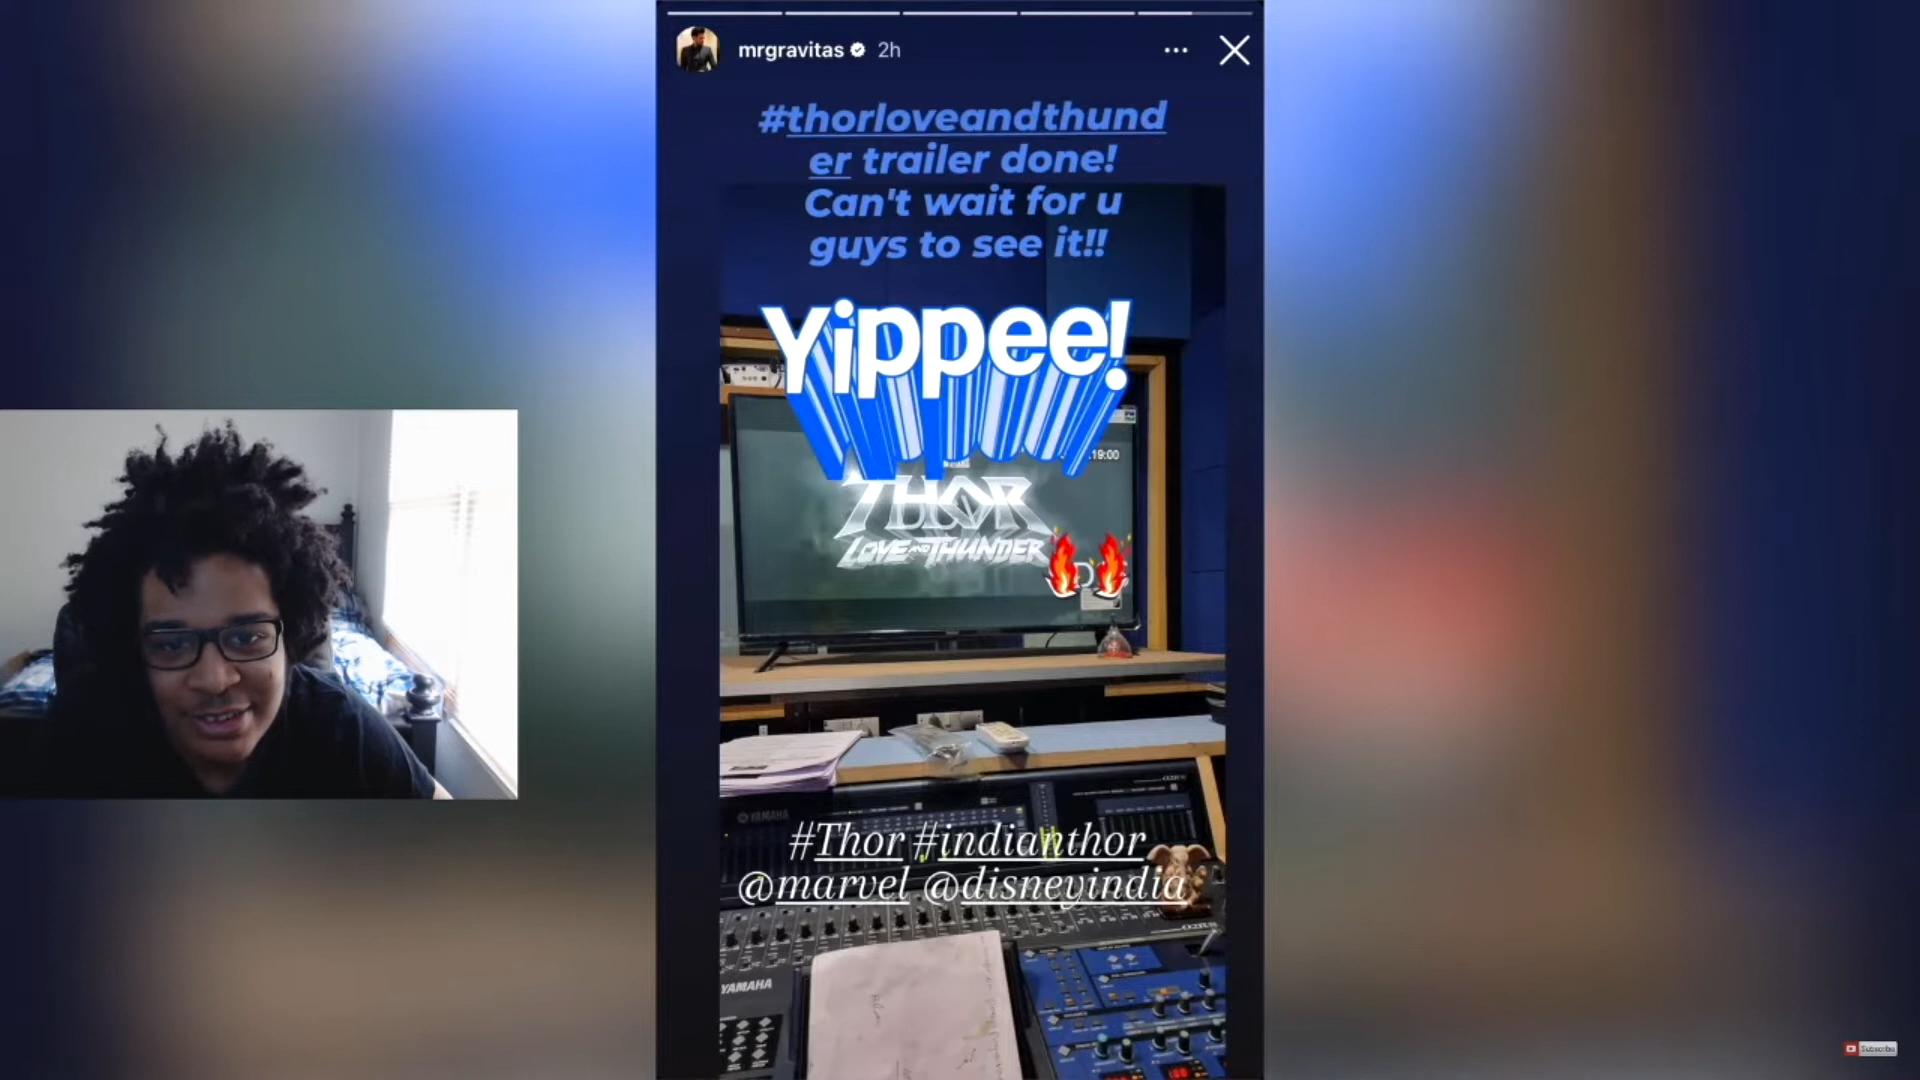 mrgravitas 2h
#thorloveandthund
er trailer done!
Can't wait for u
guys to see it!!
Yippee!
19:00
THOR
LOVE AND THUNDER
YAMAHA
#Thor #indianthor
@marvel @disneyindia
YAMAHA
Subscribe